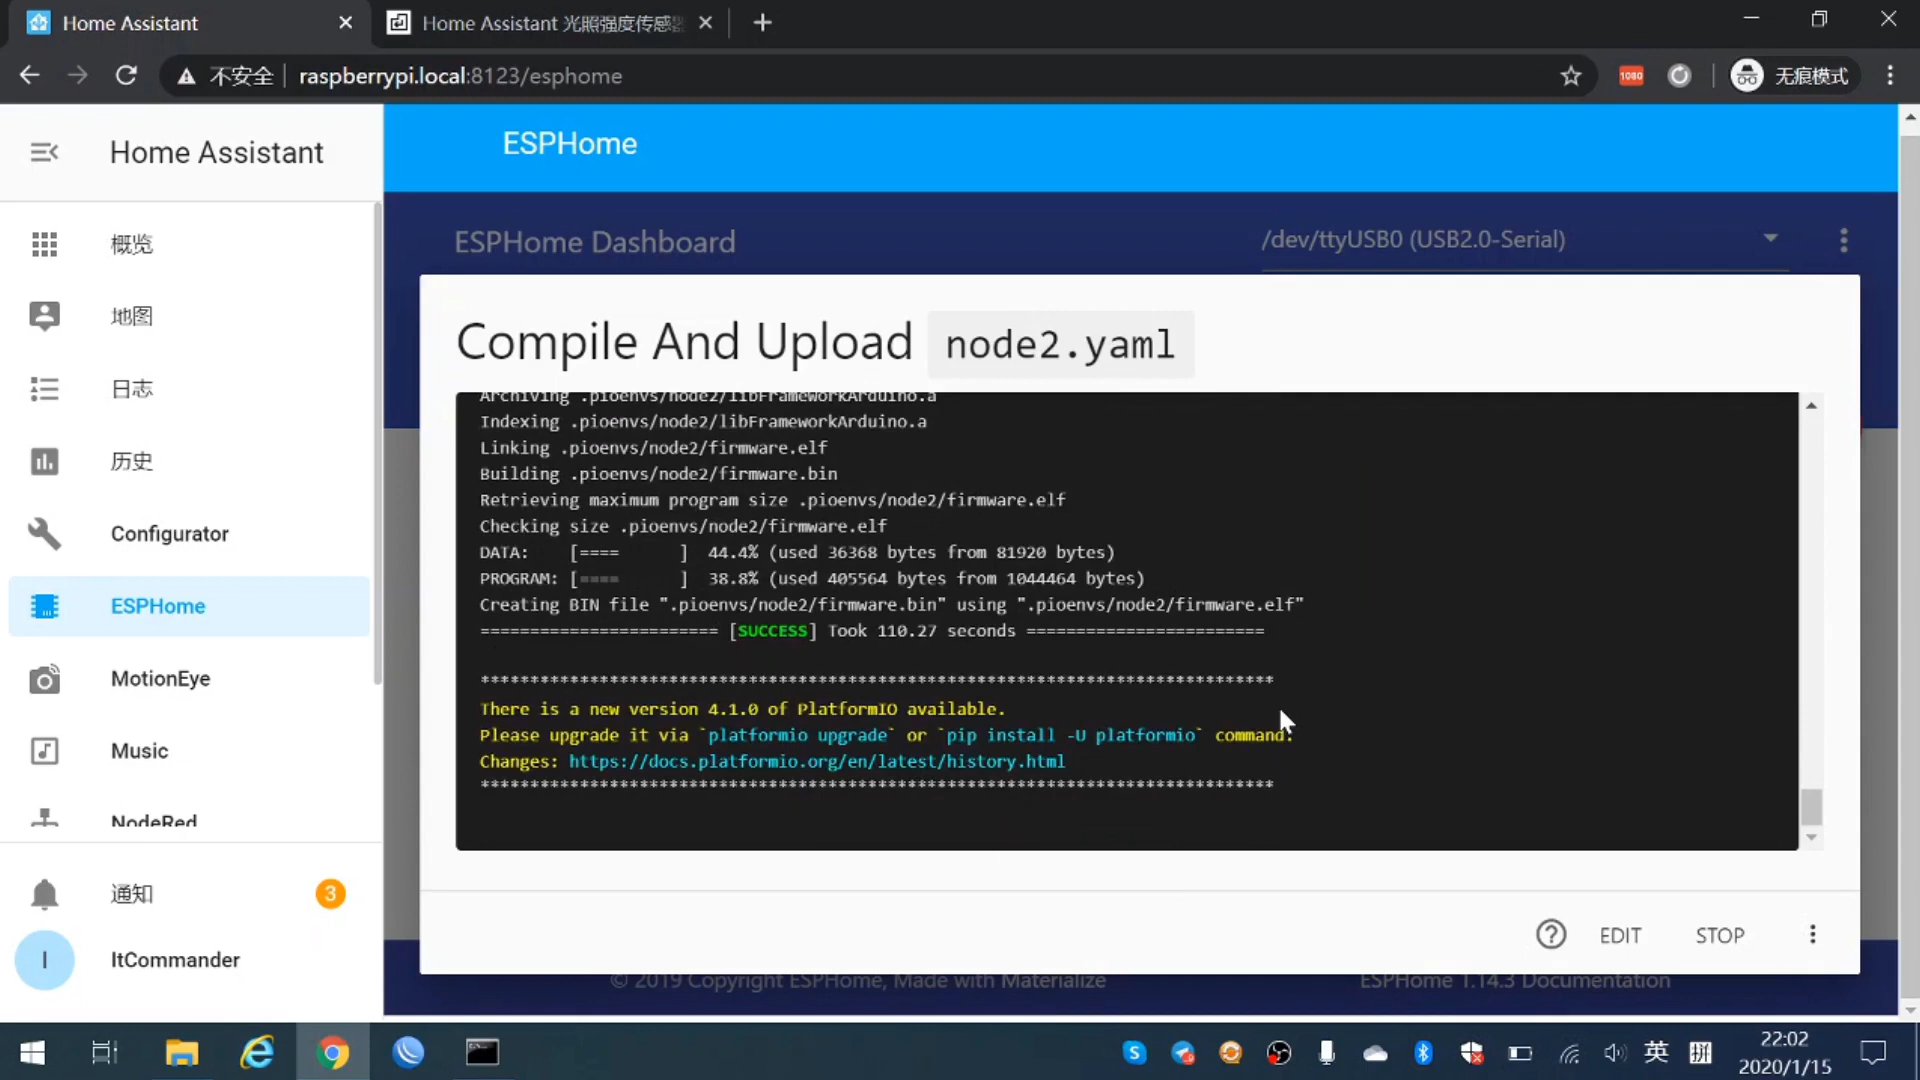 Home Assistant
Home Assistant 光照强度传感
不安全
raspberrypi.local:8123/esphome
1080
无痕模式
Home Assistant
ESPHome
概览
地图
日志
历史
Configurator
ESPHome
MotionEye
Music
NodeRed
通知
3
I
ItCommander
ESPHome Dashboard
/dev/ttyUSB0 (USB2.0-Serial)
Compile And Upload node2.yaml
Archiving .pioenvs/node2/libFrameworkArduino.a
Indexing .pioenvs/node2/libFrameworkArduino.a
Linking .pioenvs/node2/firmware.elf
Building .pioenvs/node2/firmware.bin
Retrieving maximum program size .pioenvs/node2/firmware.elf
Checking size .pioenvs/node2/firmware.elf
DATA:    [====      ]  44.4% (used 36368 bytes from 81920 bytes)
PROGRAM: [====      ]  38.8% (used 405564 bytes from 1044464 bytes)
Creating BIN file ".pioenvs/node2/firmware.bin" using ".pioenvs/node2/firmware.elf"
======================== [SUCCESS] Took 110.27 seconds ========================
********************************************************************************
There is a new version 4.1.0 of PlatformIO available.
Please upgrade it via `platformio upgrade` or `pip install -U platformio` command.
Changes: https://docs.platformio.org/en/latest/history.html
********************************************************************************
EDIT
STOP
© 2019 Copyright ESPHome, Made with Materialize
ESPHome 1.14.3 Documentation
英
拼
22:02
2020/1/15